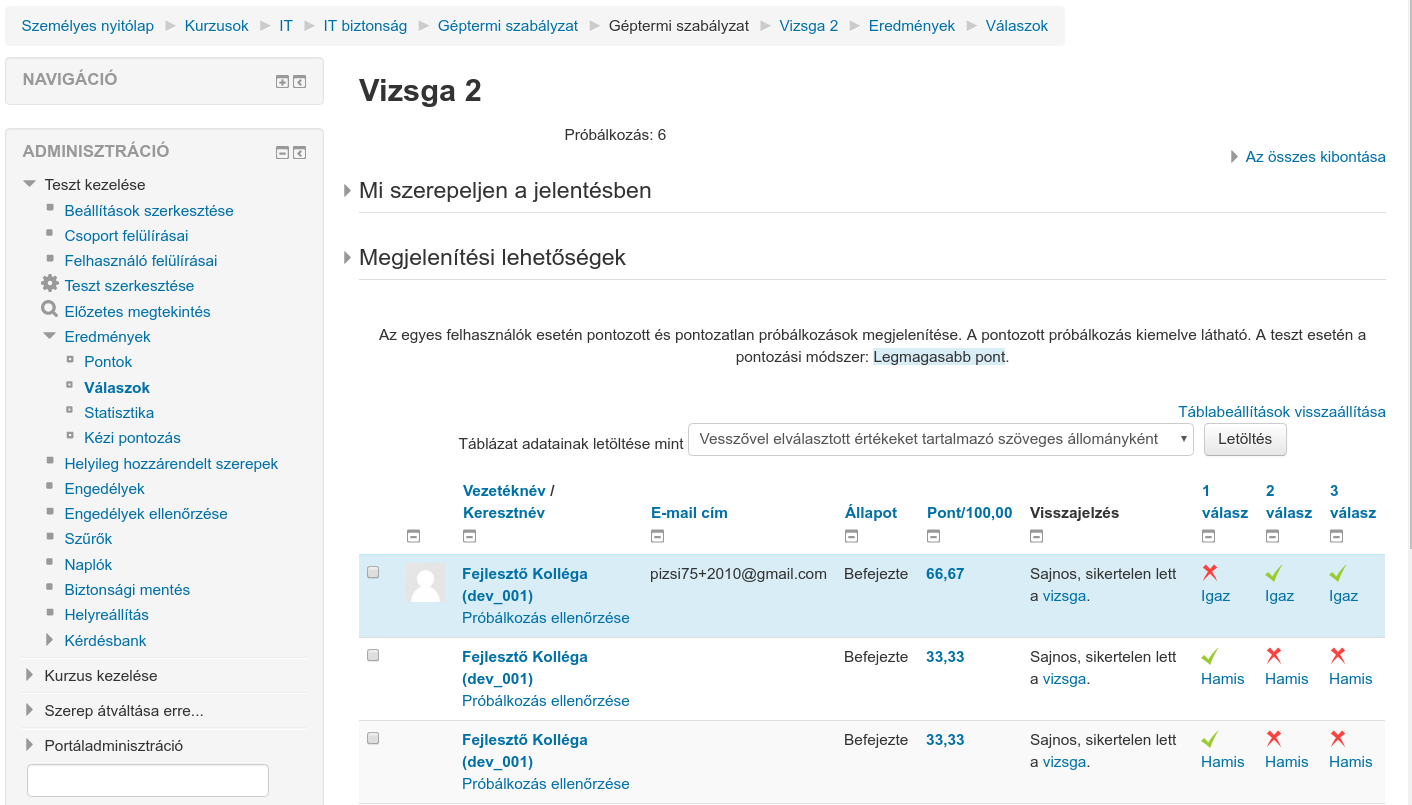 Személyes nyitólap ► Kurzusok ► IT ► IT biztonság ► Géptermi szabályzat ► Géptermi szabályzat ► Vizsga 2 ► Eredmények ► Válaszok
NAVIGÁCIÓ
ADMINISZTRÁCIÓ
Teszt kezelése
Beállítások szerkesztése
Csoport felülírásai
Felhasználó felülírásai
Teszt szerkesztése
Előzetes megtekintés
Eredmények
Pontok
Válaszok
Statisztika
Kézi pontozás
Helyileg hozzárendelt szerepek
Engedélyek
Engedélyek ellenőrzése
Szűrők
Naplók
Biztonsági mentés
Helyreállítás
Kérdésbank
Kurzus kezelése
Szerep átváltása erre...
Portáladminisztráció
Vizsga 2
Próbálkozás: 6
Az összes kibontása
Mi szerepeljen a jelentésben
Megjelenítési lehetőségek
Az egyes felhasználók esetén pontozott és pontozatlan próbálkozások megjelenítése. A pontozott próbálkozás kiemelve látható. A teszt esetén a
pontozási módszer: Legmagasabb pont.
Táblabeállítások visszaállítása
Táblázat adatainak letöltése mint Vesszővel elválasztott értékeket tartalmazó szöveges állományként Letöltés
Vezetéknév / 1 2 3
Keresztnév E-mail cím Állapot Pont/100,00 Visszajelzés válasz válasz válasz
Fejlesztő Kolléga pizsi75+2010@gmail.com Befejezte 66,67 Sajnos, sikertelen lett
(dev_001) a vizsga. Igaz Igaz Igaz
Próbálkozás ellenőrzése
Fejlesztő Kolléga Befejezte 33,33 Sajnos, sikertelen lett
(dev_001) a vizsga. Hamis Hamis Hamis
Próbálkozás ellenőrzése
Fejlesztő Kolléga Befejezte 33,33 Sajnos, sikertelen lett
(dev_001) a vizsga. Hamis Hamis Hamis
Próbálkozás ellenőrzése